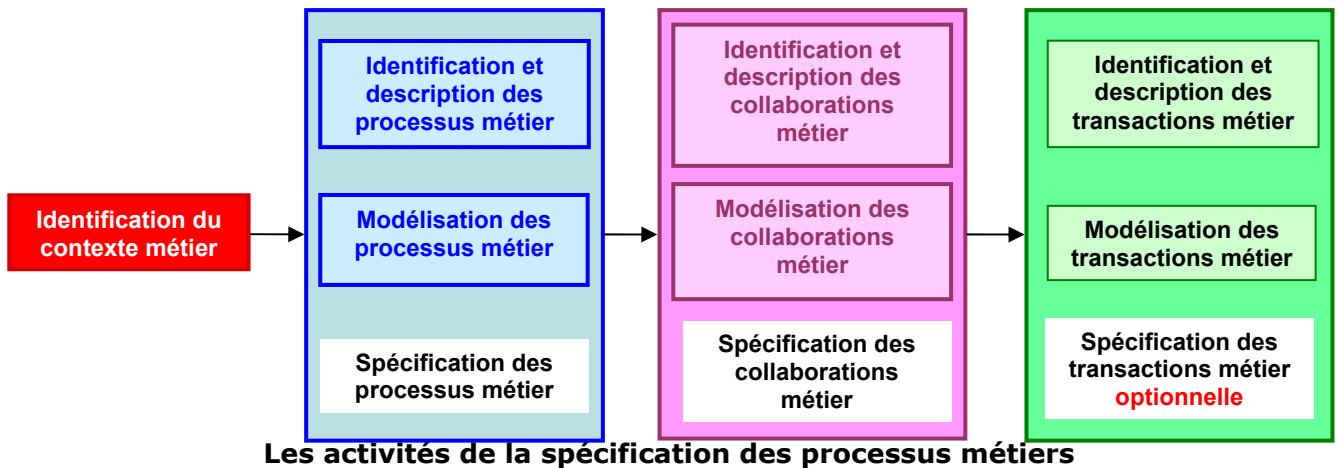 Identification du
contexte métier
Identification et
description des
processus métier
Modélisation des
processus métier
Spécification des
processus métier
Identification et
description des
collaborations
métier
Modélisation des
collaborations
métier
Spécification des
collaborations
métier
Identification et
description des
transactions métier
Modélisation des
transactions métier
Spécification des
transactions métier
optionnelle
Les activités de la spécification des processus métiers